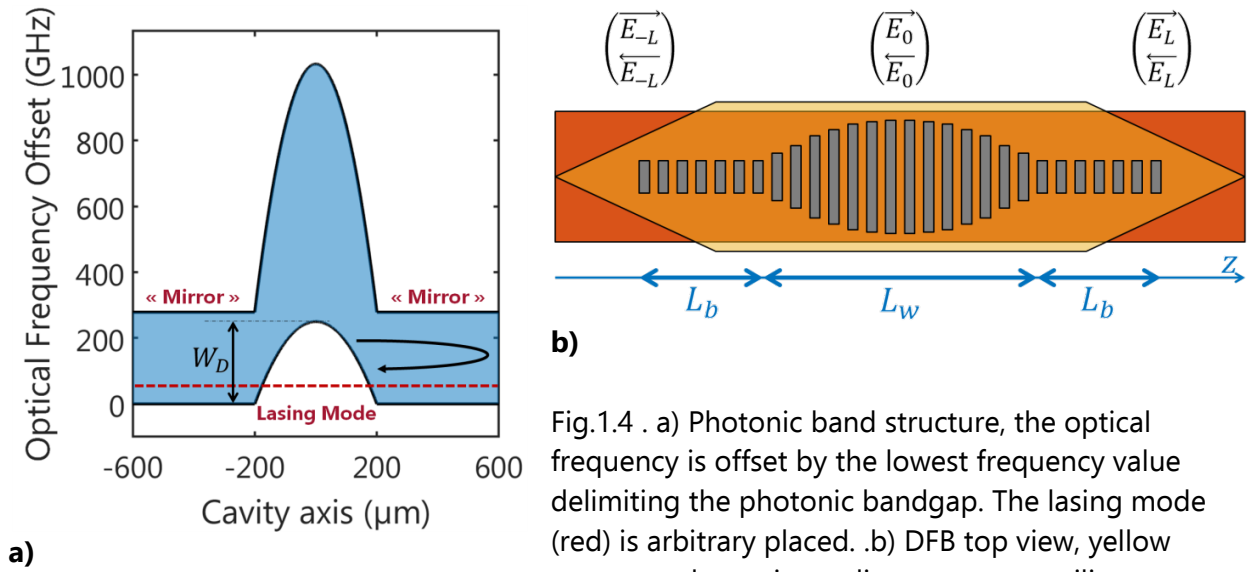 Optical Frequency Offset (GHz)
1000
800
600
400
200
0
« Mirror »
« Mirror »
W_D
Lasing Mode
-600
-200
200
600
Cavity axis (µm)
a)
(E_{-L}→ E_{-L}←)
(E_0→ E_0←)
(E_L→ E_L←)
z
L_b
L_w
L_b
b)
Fig.1.4 . a) Photonic band structure, the optical
frequency is offset by the lowest frequency value
delimiting the photonic bandgap. The lasing mode
(red) is arbitrary placed. .b) DFB top view, yellow